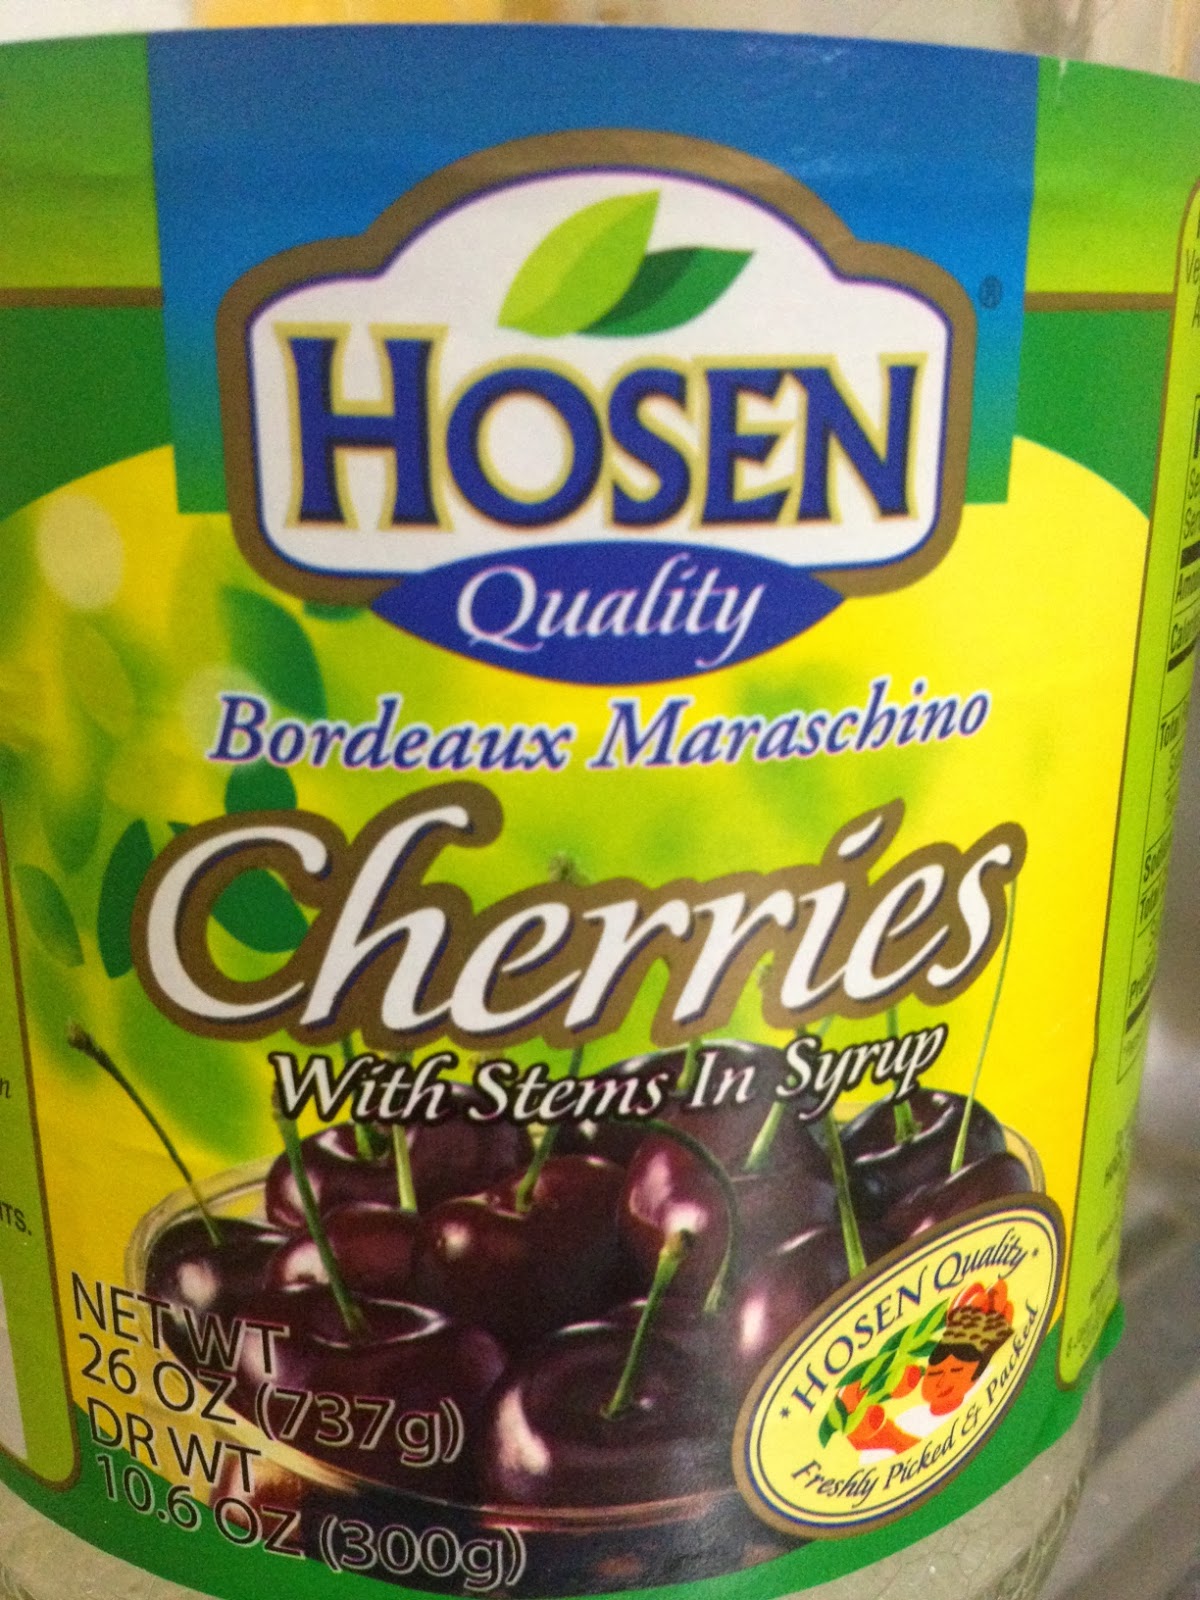 HOSEN
®
Quality
Bordeaux Maraschino
Cherries
With Stems In Syrup
NET WT
26 OZ (737g)
DR WT
10.6 OZ (300g)
* HOSEN Quality *
Freshly Picked & Packed